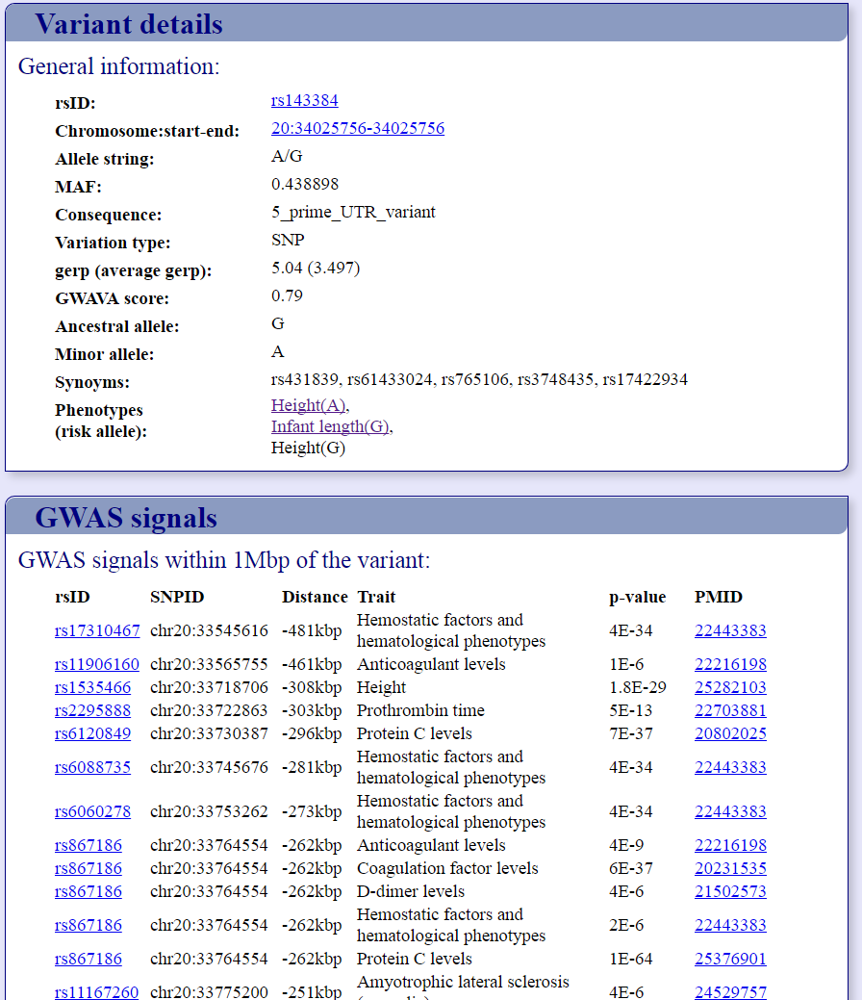 Variant details
General information:
rsID: rs143384
Chromosome:start-end: 20:34025756-34025756
Allele string: A/G
MAF: 0.438898
Consequence: 5_prime_UTR_variant
Variation type: SNP
gerp (average gerp): 5.04 (3.497)
GWAVA score: 0.79
Ancestral allele: G
Minor allele: A
Synoyms: rs431839, rs61433024, rs765106, rs3748435, rs17422934
Phenotypes (risk allele): Height(A),
Infant length(G),
Height(G)
GWAS signals
GWAS signals within 1Mbp of the variant:
rsID SNPID Distance Trait p-value PMID
rs17310467 chr20:33545616 -481kbp Hemostatic factors and hematological phenotypes 4E-34 22443383
rs11906160 chr20:33565755 -461kbp Anticoagulant levels 1E-6 22216198
rs1535466 chr20:33718706 -308kbp Height 1.8E-29 25282103
rs2295888 chr20:33722863 -303kbp Prothrombin time 5E-13 22703881
rs6120849 chr20:33730387 -296kbp Protein C levels 7E-37 20802025
rs6088735 chr20:33745676 -281kbp Hemostatic factors and hematological phenotypes 4E-34 22443383
rs6060278 chr20:33753262 -273kbp Hemostatic factors and hematological phenotypes 4E-34 22443383
rs867186 chr20:33764554 -262kbp Anticoagulant levels 4E-9 22216198
rs867186 chr20:33764554 -262kbp Coagulation factor levels 6E-37 20231535
rs867186 chr20:33764554 -262kbp D-dimer levels 4E-6 21502573
rs867186 chr20:33764554 -262kbp Hemostatic factors and hematological phenotypes 2E-6 22443383
rs867186 chr20:33764554 -262kbp Protein C levels 1E-64 25376901
rs11167260 chr20:33775200 -251kbp Amyotrophic lateral sclerosis 4E-6 24529757